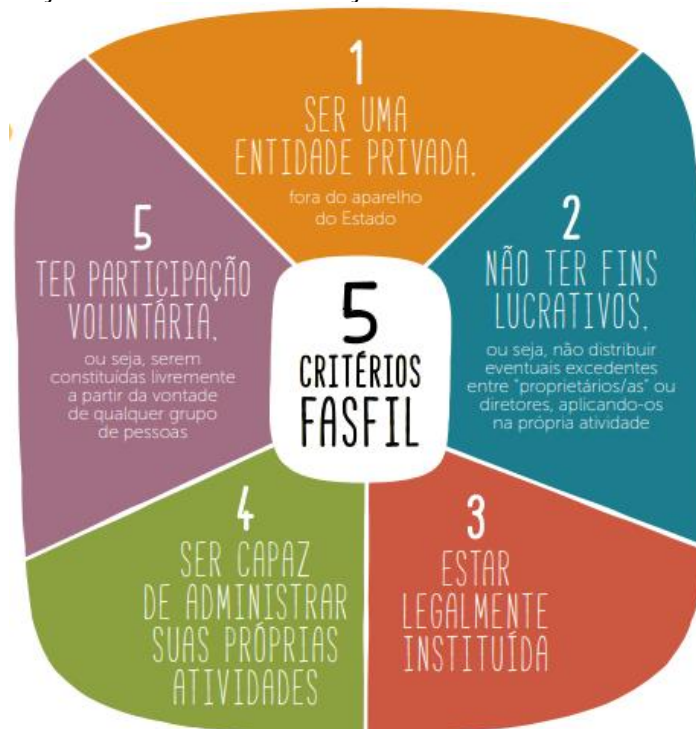 1
SER UMA
ENTIDADE PRIVADA,
fora do aparelho
do Estado
2
NÃO TER FINS
LUCRATIVOS,
ou seja, não distribuir
eventuais excedentes
entre "proprietários/as" ou
diretores, aplicando-os
na própria atividade
3
ESTAR
LEGALMENTE
INSTITUÍDA
4
SER CAPAZ
DE ADMINISTRAR
SUAS PRÓPRIAS
ATIVIDADES
5
TER PARTICIPAÇÃO
VOLUNTÁRIA,
ou seja, serem
constituídas livremente
a partir da vontade
de qualquer grupo
de pessoas
5
CRITÉRIOS
FASFIL